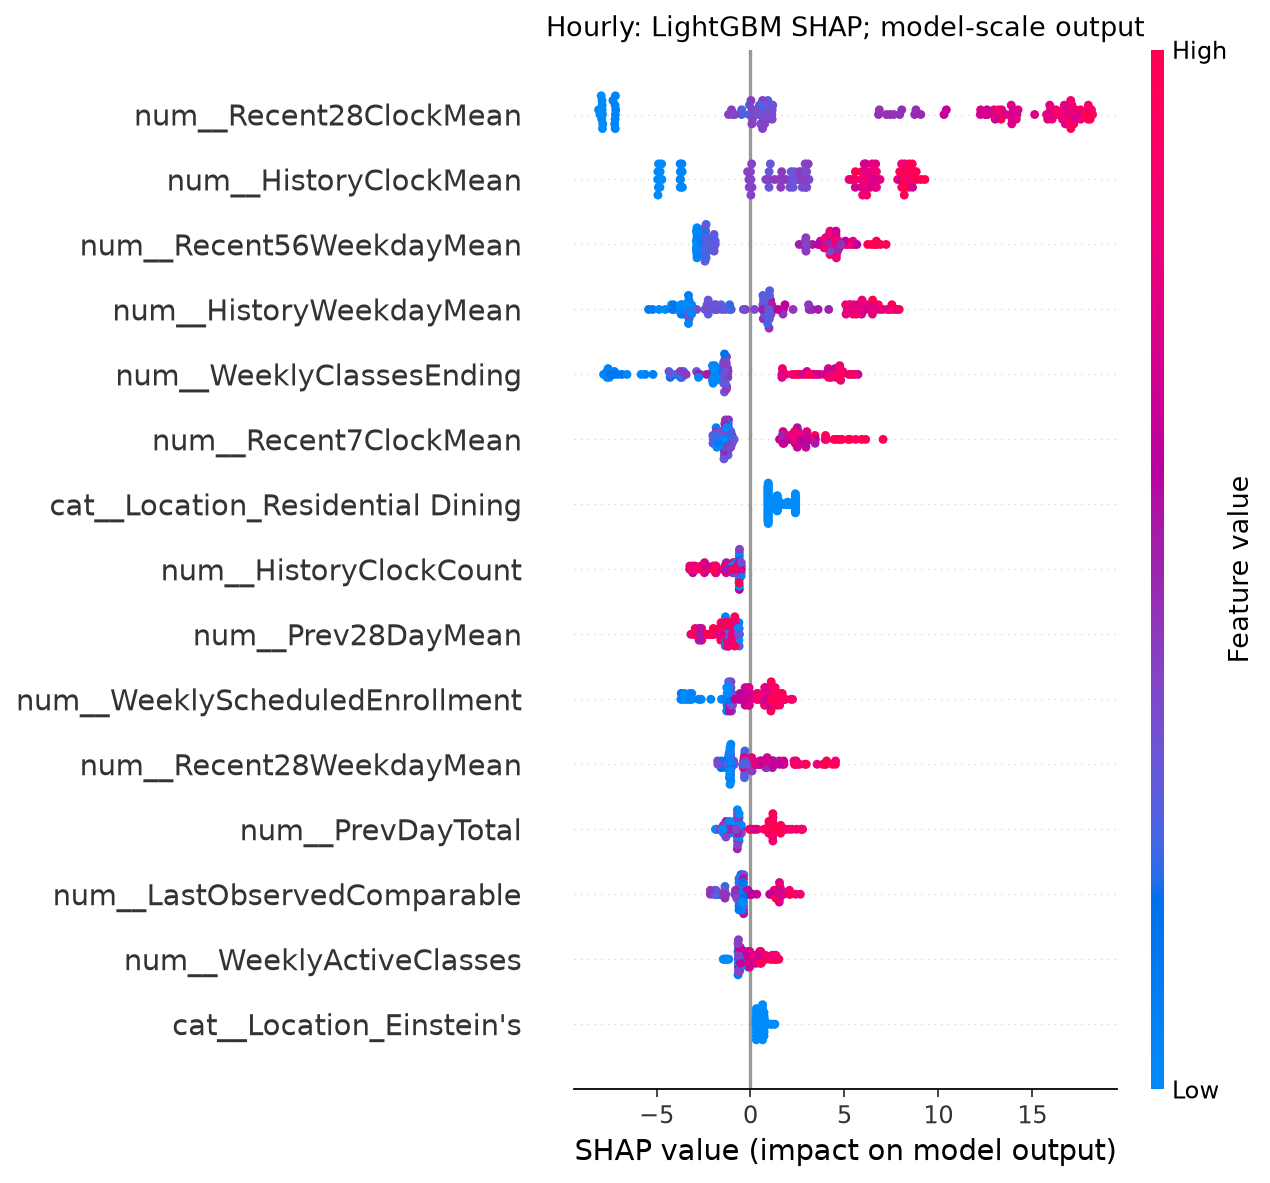 Hourly: LightGBM SHAP; model-scale output
High
num__Recent28ClockMean
num__HistoryClockMean
num__Recent56WeekdayMean
num__HistoryWeekdayMean
num__WeeklyClassesEnding
num__Recent7ClockMean
cat__Location_Residential Dining
num__HistoryClockCount
num__Prev28DayMean
num__WeeklyScheduledEnrollment
num__Recent28WeekdayMean
num__PrevDayTotal
num__LastObservedComparable
num__WeeklyActiveClasses
cat__Location_Einstein's
Feature value
Low
−5 0 5 10 15
SHAP value (impact on model output)